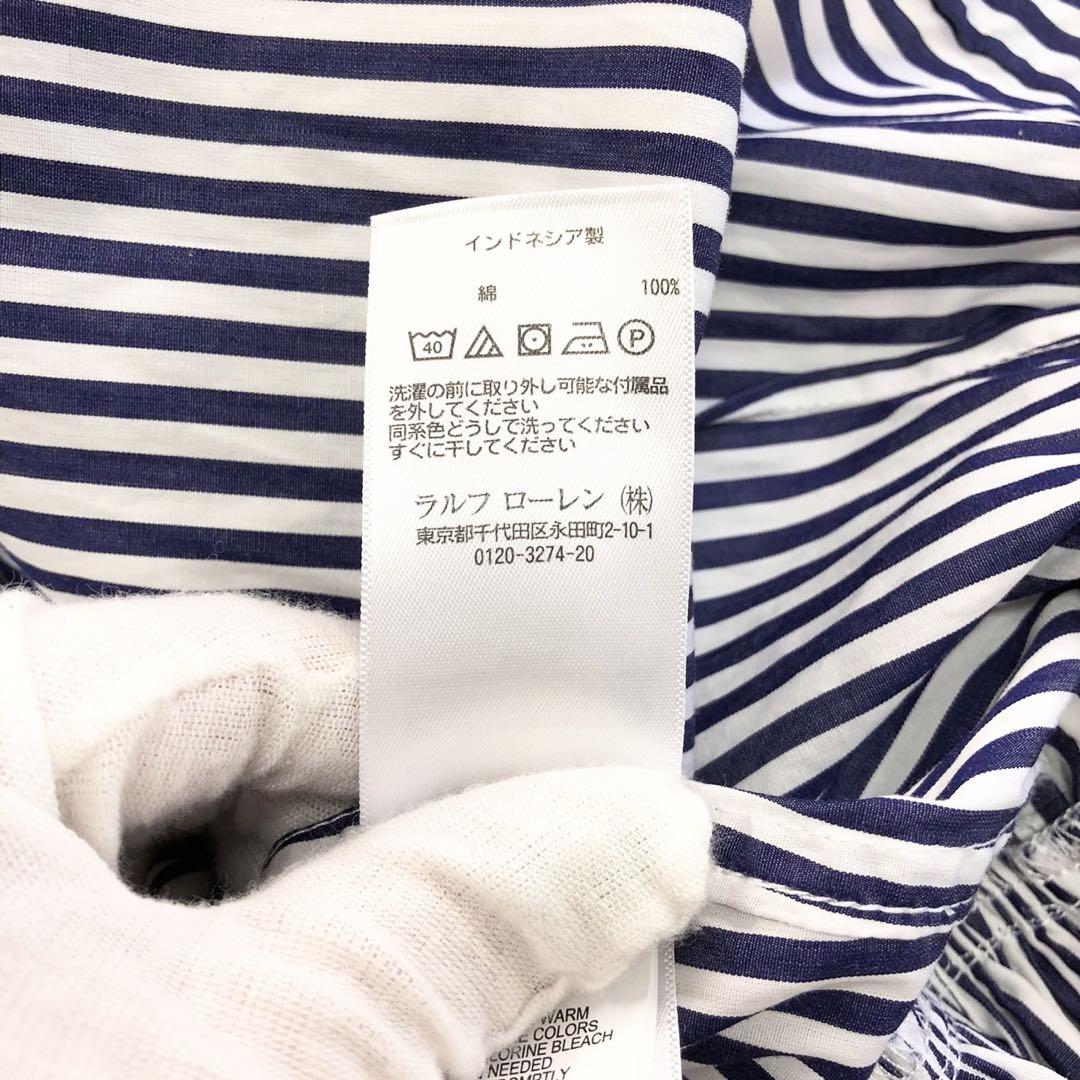 インドネシア製
綿 100%
40 P
洗濯の前に取り外し可能な付属品
を外してください
同系色どうしで洗ってください
すぐに干してください
ラルフ ローレン (株)
東京都千代田区永田町2-10-1
0120-3274-20
WARM
COLORS
BLEACH
NEEDED